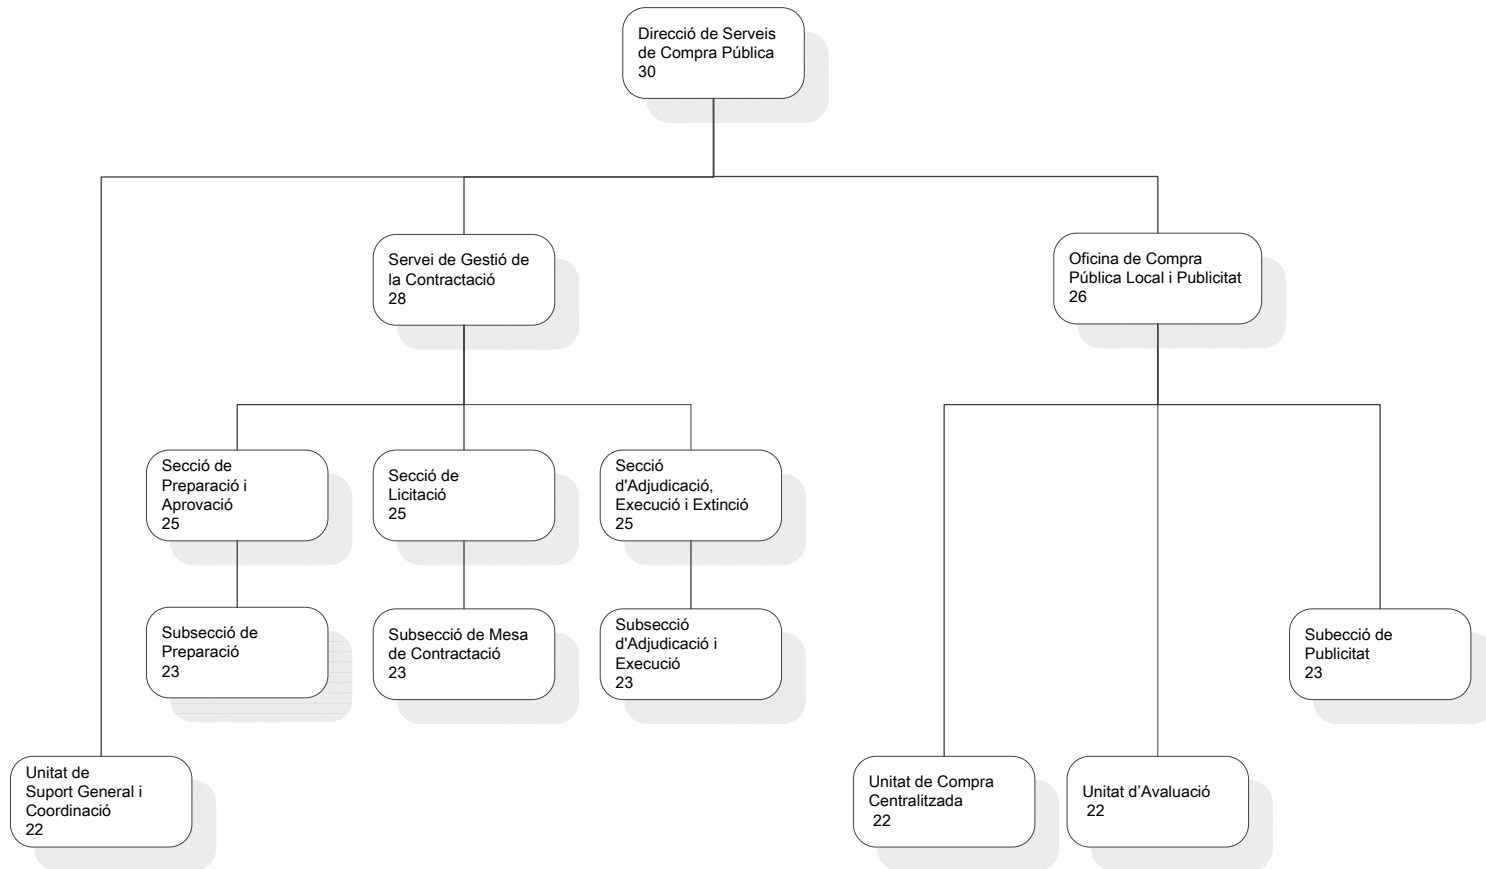 Direcció de Serveis
de Compra Pública
30
Servei de Gestió de
la Contractació
28
Oficina de Compra
Pública Local i Publicitat
26
Secció de
Preparació i
Aprovació
25
Secció de
Licitació
25
Secció
d'Adjudicació,
Execució i Extinció
25
Subsecció de
Preparació
23
Subsecció de Mesa
de Contractació
23
Subsecció
d'Adjudicació i
Execució
23
Subecció de
Publicitat
23
Unitat de
Suport General i
Coordinació
22
Unitat de Compra
Centralitzada
22
Unitat d’Avaluació
22